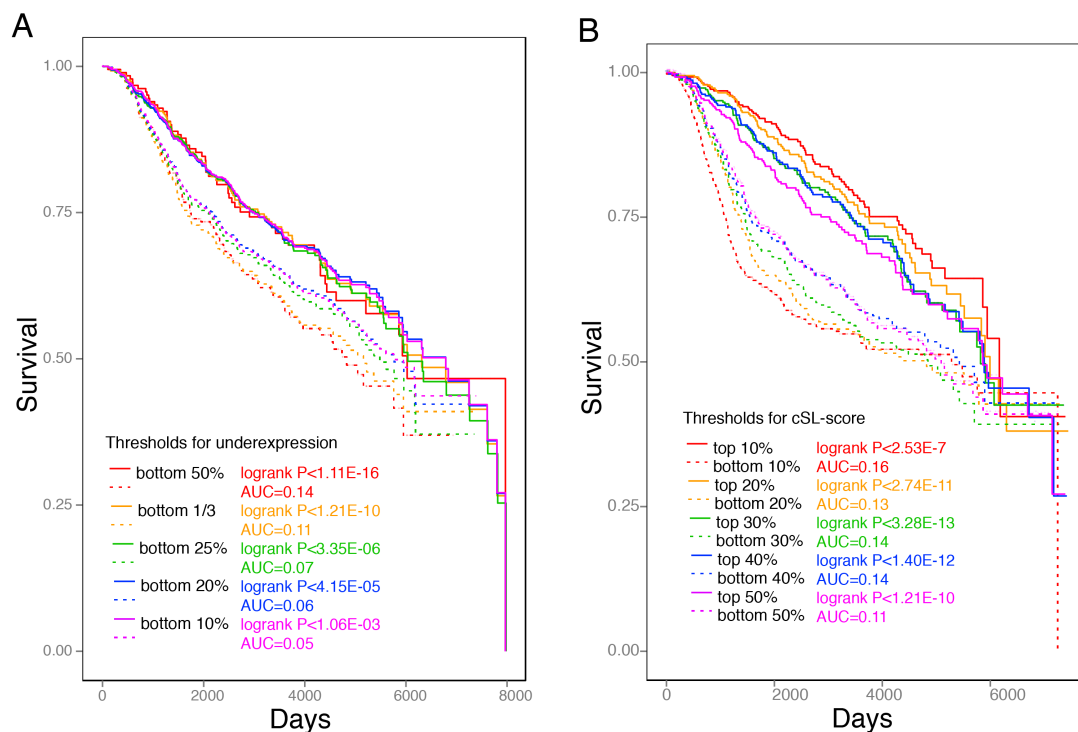 A
1.00
0.75
0.50
0.25
0.00
Survival
Thresholds for underexpression
bottom 50% logrank P<1.11E-16
AUC=0.14
bottom 1/3 logrank P<1.21E-10
AUC=0.11
bottom 25% logrank P<3.35E-06
AUC=0.07
bottom 20% logrank P<4.15E-05
AUC=0.06
bottom 10% logrank P<1.06E-03
AUC=0.05
0 2000 4000 6000 8000
Days
B
1.00
0.75
0.50
0.25
0.00
Survival
Thresholds for cSL-score
top 10% logrank P<2.53E-7
bottom 10% AUC=0.16
top 20% logrank P<2.74E-11
bottom 20% AUC=0.13
top 30% logrank P<3.28E-13
bottom 30% AUC=0.14
top 40% logrank P<1.40E-12
bottom 40% AUC=0.14
top 50% logrank P<1.21E-10
bottom 50% AUC=0.11
0 2000 4000 6000
Days